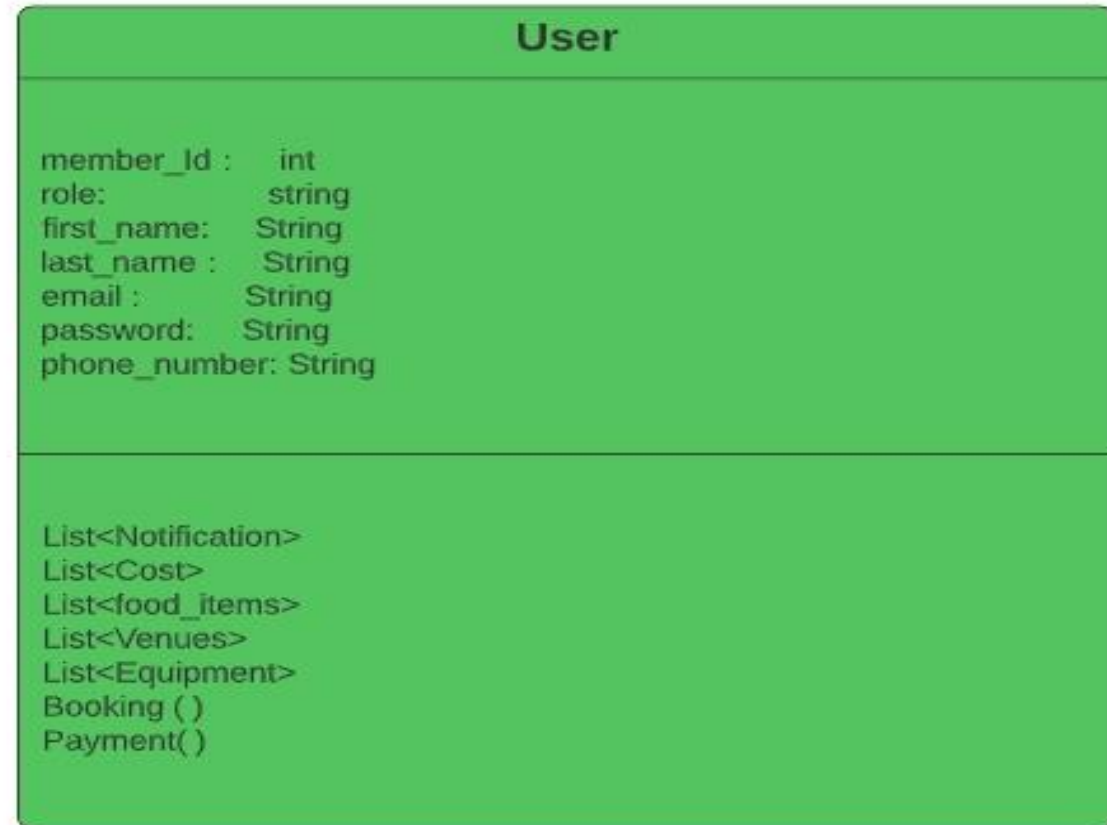 User
member_Id : int
role: string
first_name: String
last_name : String
email : String
password: String
phone_number: String
List<Notification>
List<Cost>
List<food_items>
List<Venues>
List<Equipment>
Booking ( )
Payment( )